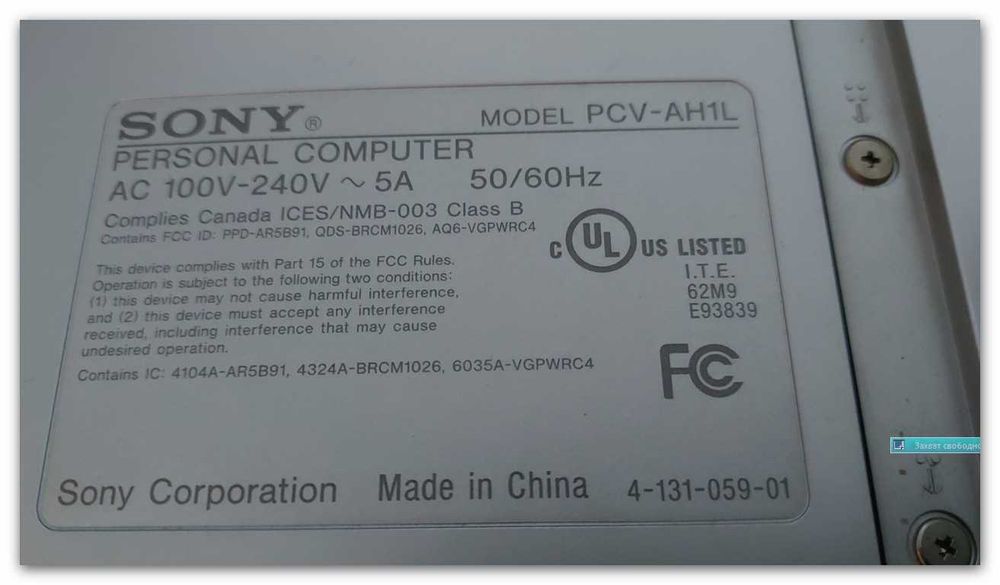 SONY®
MODEL PCV-AH1L
PERSONAL COMPUTER
AC 100V-240V ~ 5A 50/60Hz
Complies Canada ICES/NMB-003 Class B
Contains FCC ID: PPD-AR5B91, QDS-BRCM1026, AQ6-VGPWRC4
This device complies with Part 15 of the FCC Rules.
Operation is subject to the following two conditions:
(1) this device may not cause harmful interference,
and (2) this device must accept any interference
received, including interference that may cause
undesired operation.
Contains IC: 4104A-AR5B91, 4324A-BRCM1026, 6035A-VGPWRC4
C UL US LISTED
I.T.E.
62M9
E93839
FC
Sony Corporation Made in China 4-131-059-01
Захват свободно